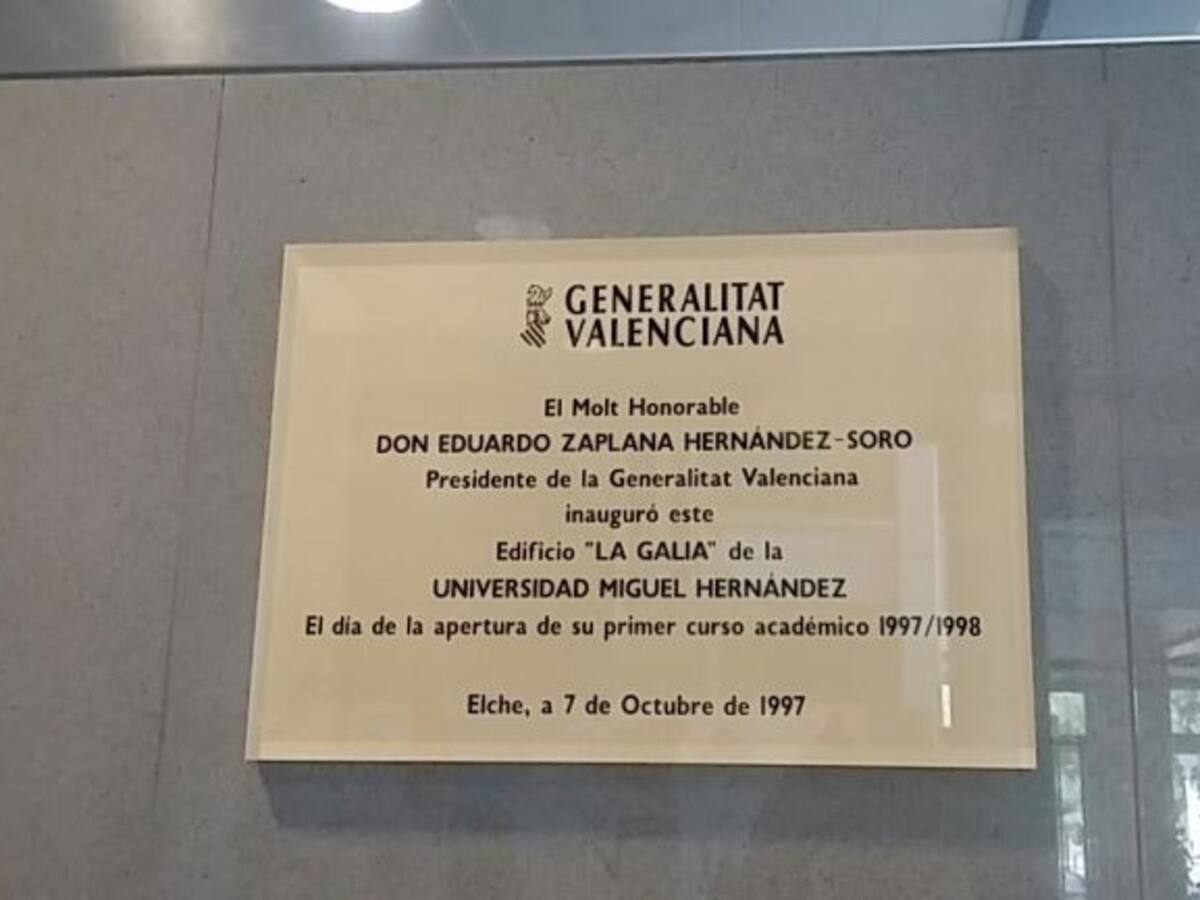 GENERALITAT
VALENCIANA
El Molt Honorable
DON EDUARDO ZAPLANA HERNÁNDEZ-SORO
Presidente de la Generalitat Valenciana
inauguró este
Edificio "LA GALIA" de la
UNIVERSIDAD MIGUEL HERNÁNDEZ
El día de la apertura de su primer curso académico 1997/1998
Elche, a 7 de Octubre de 1997